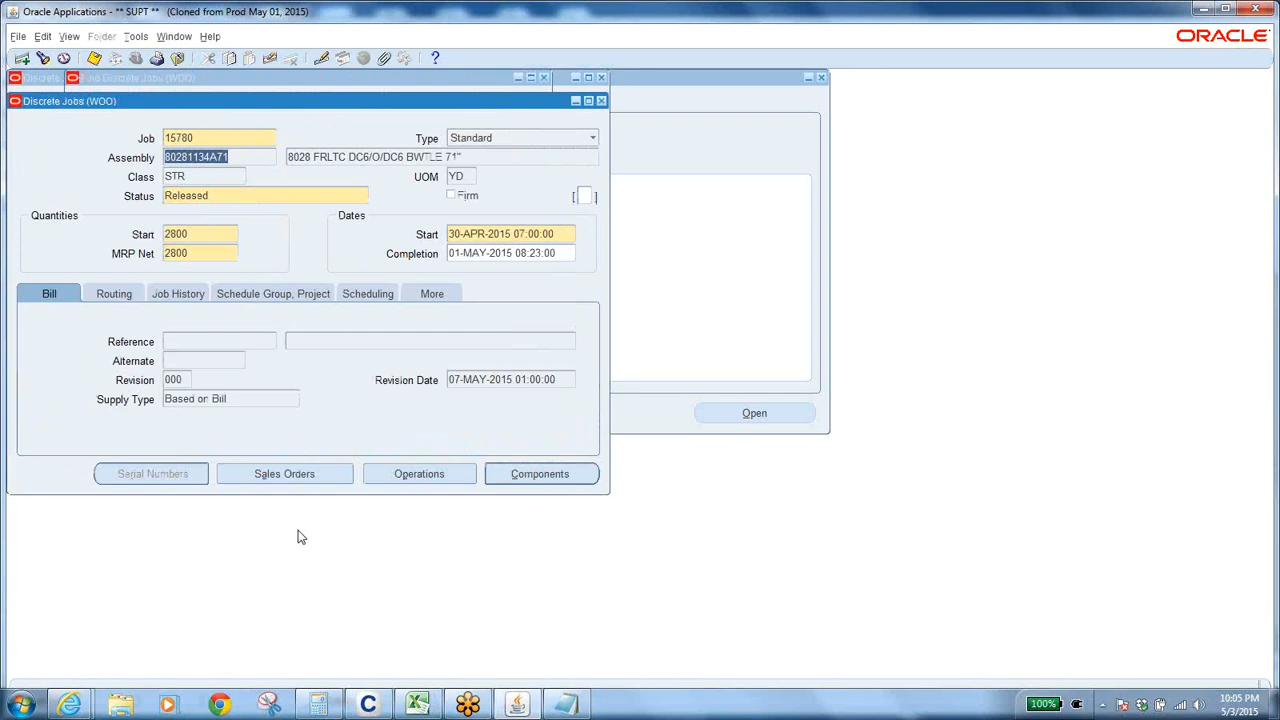 Oracle Applications - ** SUPT ** (Cloned from Prod May 01, 2015)
File Edit View Folder Tools Window Help
ORACLE
Discrete Jobs (WOO)
Discrete Jobs (WOO)
Job 15780 Type Standard
Assembly 80281134A71 8028 FRLTC DC6/O/DC6 BWTLE 71"
Class STR UOM YD
Status Released Firm [ ]
Quantities Dates
Start 2800 Start 30-APR-2015 07:00:00
MRP Net 2800 Completion 01-MAY-2015 08:23:00
Bill Routing Job History Schedule Group, Project Scheduling More
Reference
Alternate
Revision 000 Revision Date 07-MAY-2015 01:00:00
Supply Type Based on Bill
Open
Serial Numbers Sales Orders Operations Components
100% 10:05 PM
5/3/2015